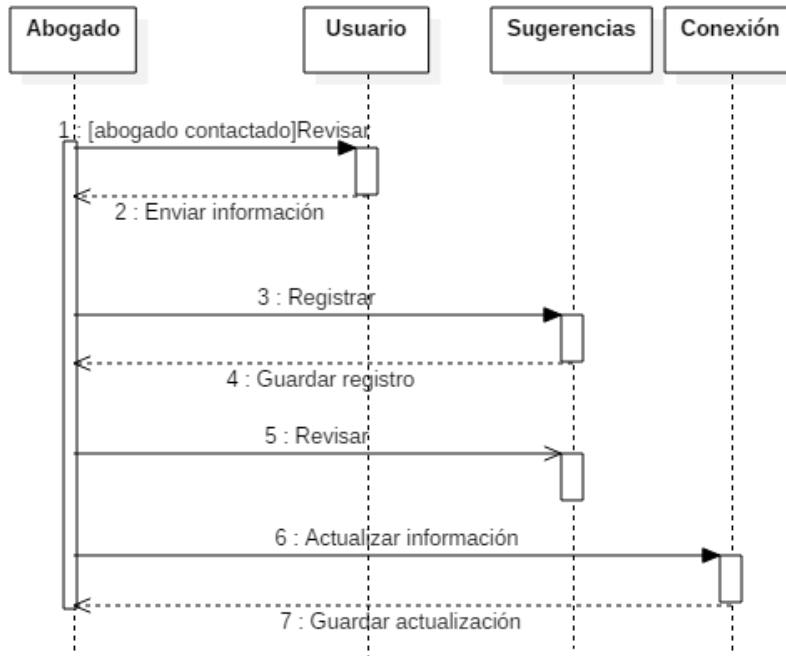 Abogado
Usuario
Sugerencias
Conexión
1 : [abogado contactado]Revisar
2 : Enviar información
3 : Registrar
4 : Guardar registro
5 : Revisar
6 : Actualizar información
7 : Guardar actualización